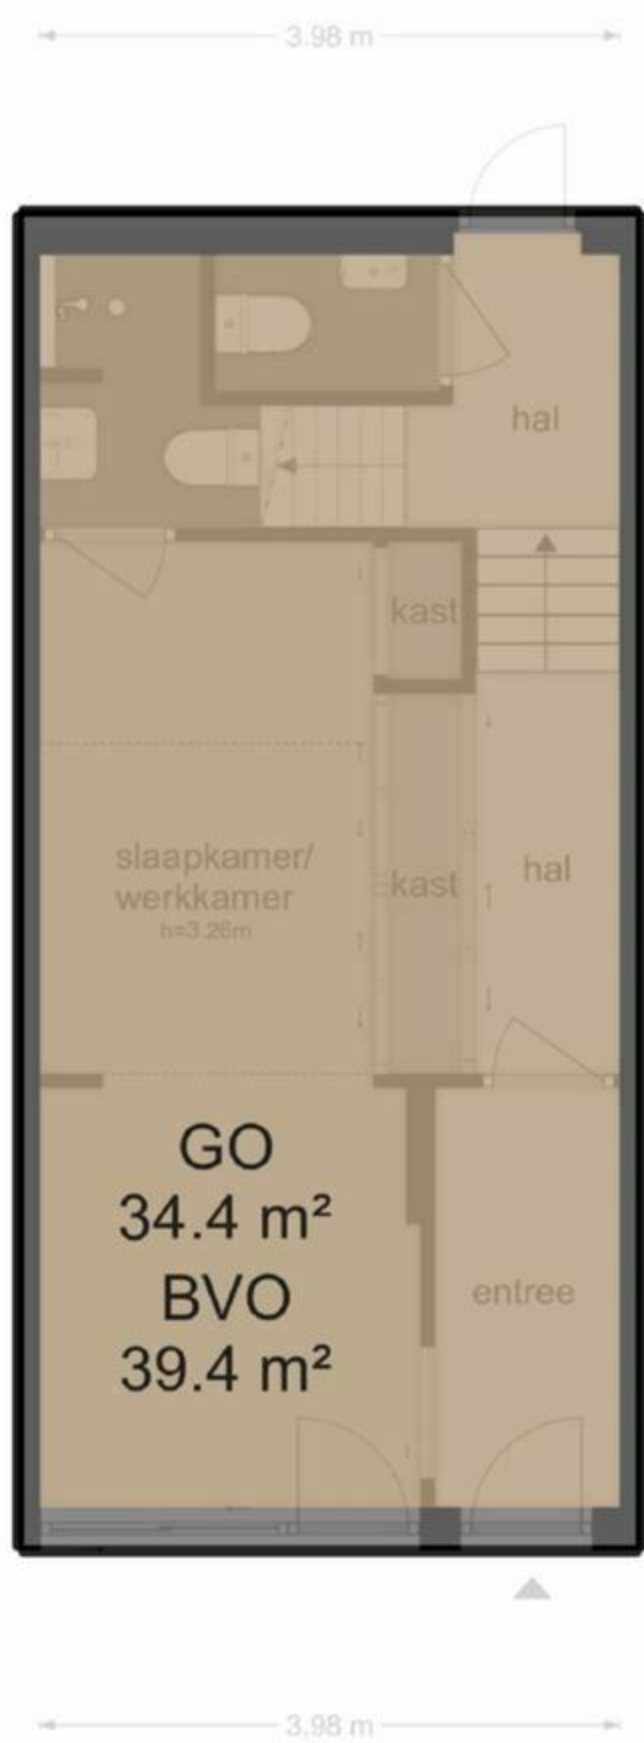 3.98 m
hal
kast
slaapkamer/
werkkamer
h=3.26m
kast
hal
GO
34.4 m²
BVO
39.4 m²
entree
3.98 m